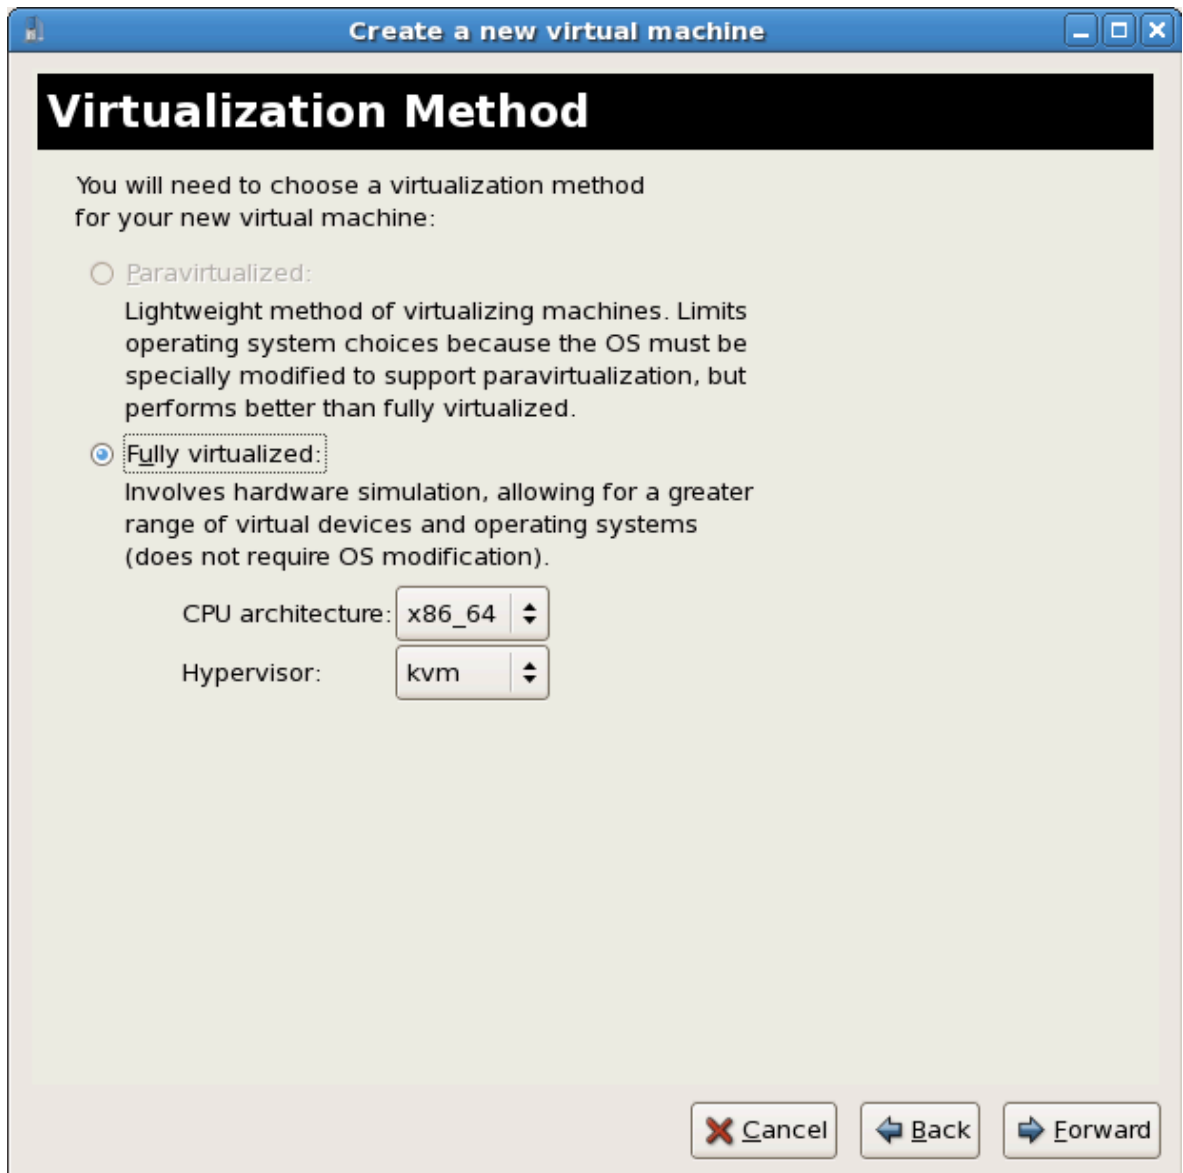 Create a new virtual machine
Virtualization Method
You will need to choose a virtualization method
for your new virtual machine:
Paravirtualized:
Lightweight method of virtualizing machines. Limits
operating system choices because the OS must be
specially modified to support paravirtualization, but
performs better than fully virtualized.
Fully virtualized:
Involves hardware simulation, allowing for a greater
range of virtual devices and operating systems
(does not require OS modification).
CPU architecture: x86_64
Hypervisor: kvm
Cancel Back Forward